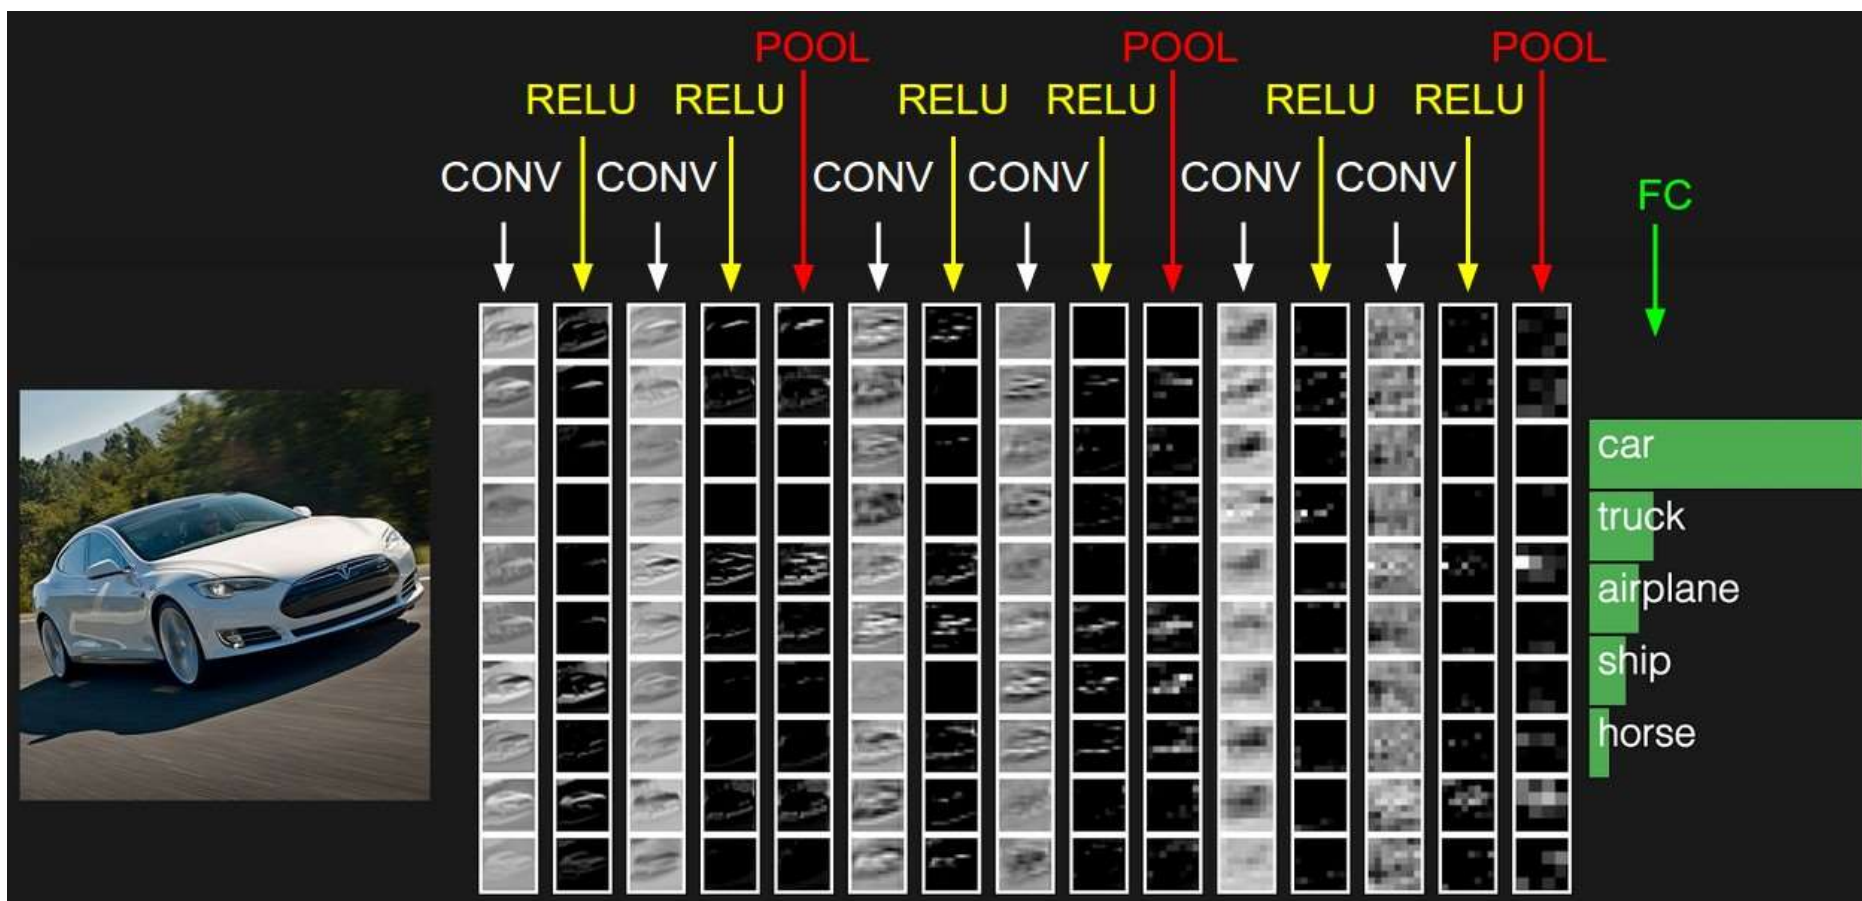 POOL POOL POOL
RELU RELU RELU RELU RELU RELU
CONV CONV CONV CONV CONV CONV
FC
car
truck
airplane
ship
horse